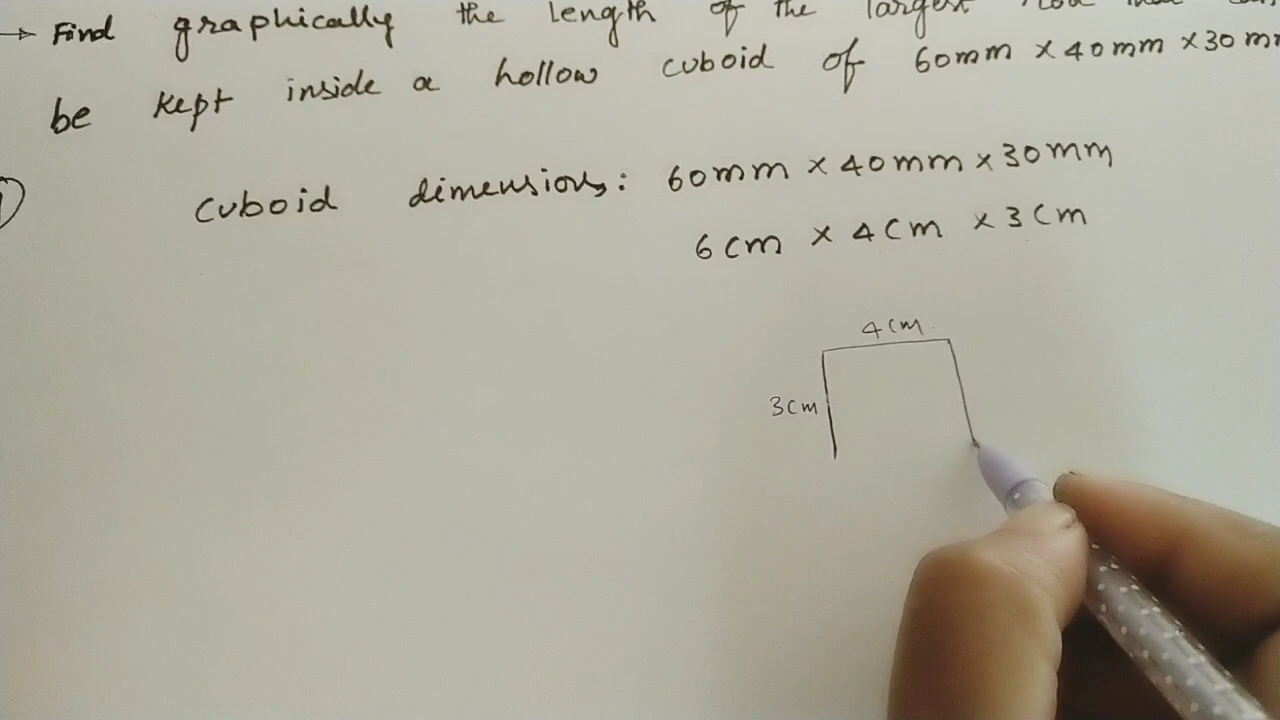 → Find graphically the length of the largest
be kept inside a hollow cuboid of 60mm × 40mm × 30m
cuboid dimensions: 60mm × 40mm × 30mm
6cm × 4cm × 3cm
4cm.
3cm